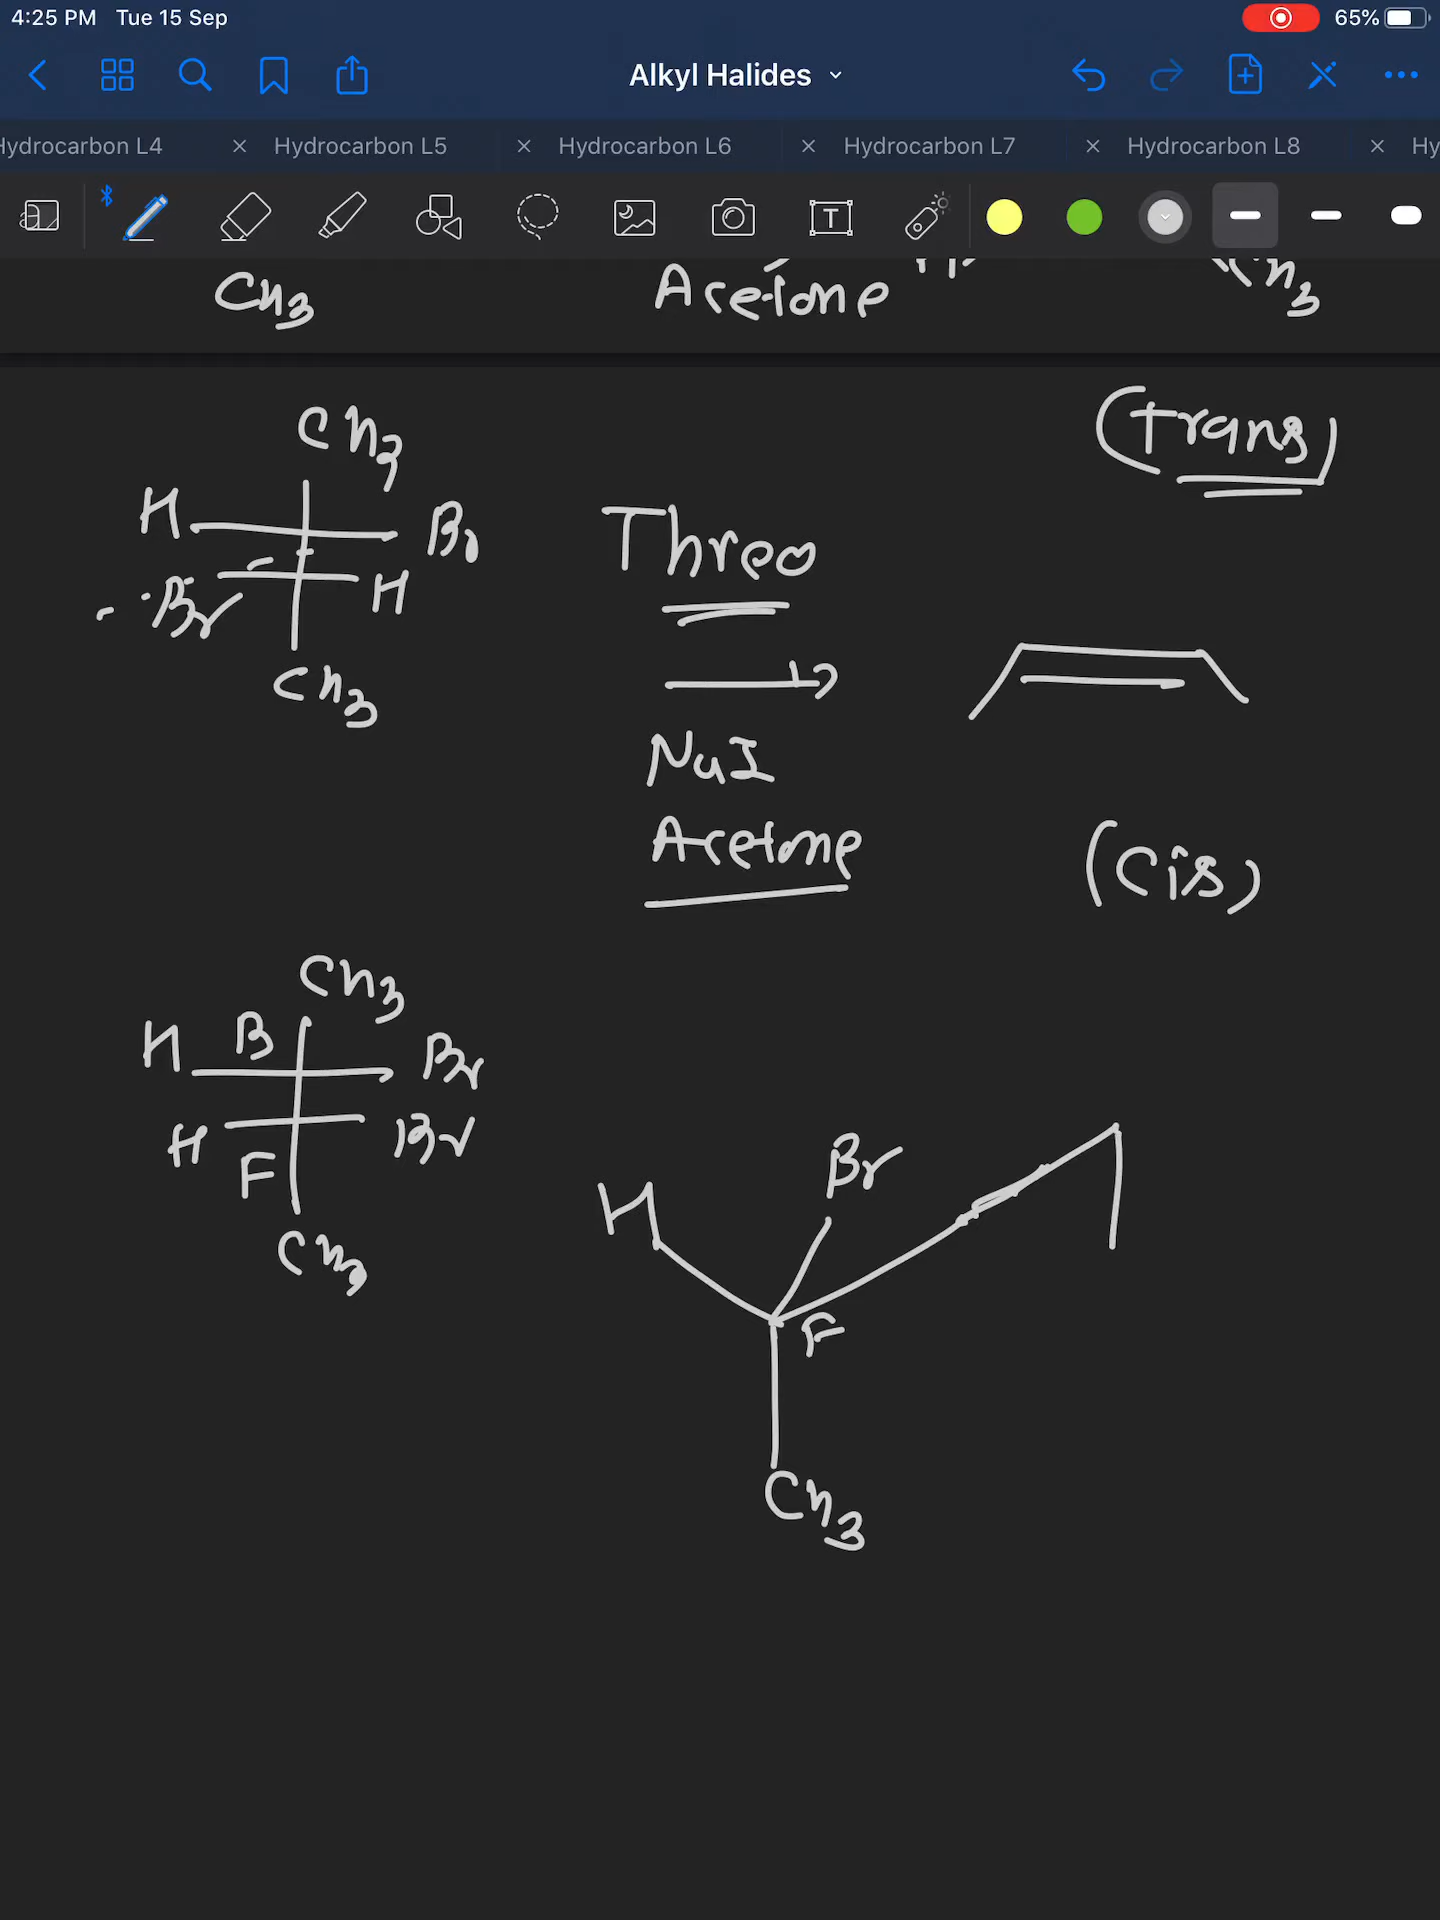 4:25 PM Tue 15 Sep 65%
Alkyl Halides
Hydrocarbon L4 Hydrocarbon L5 Hydrocarbon L6 Hydrocarbon L7 Hydrocarbon L8 Hy
T
CH3 Acetone CH3
(trans)
CH3
H Br
Threo
Br H
CH3
NaI
Acetone
(Cis)
CH3
H B Br
H Br
F
CH3
Br
H
F
CH3